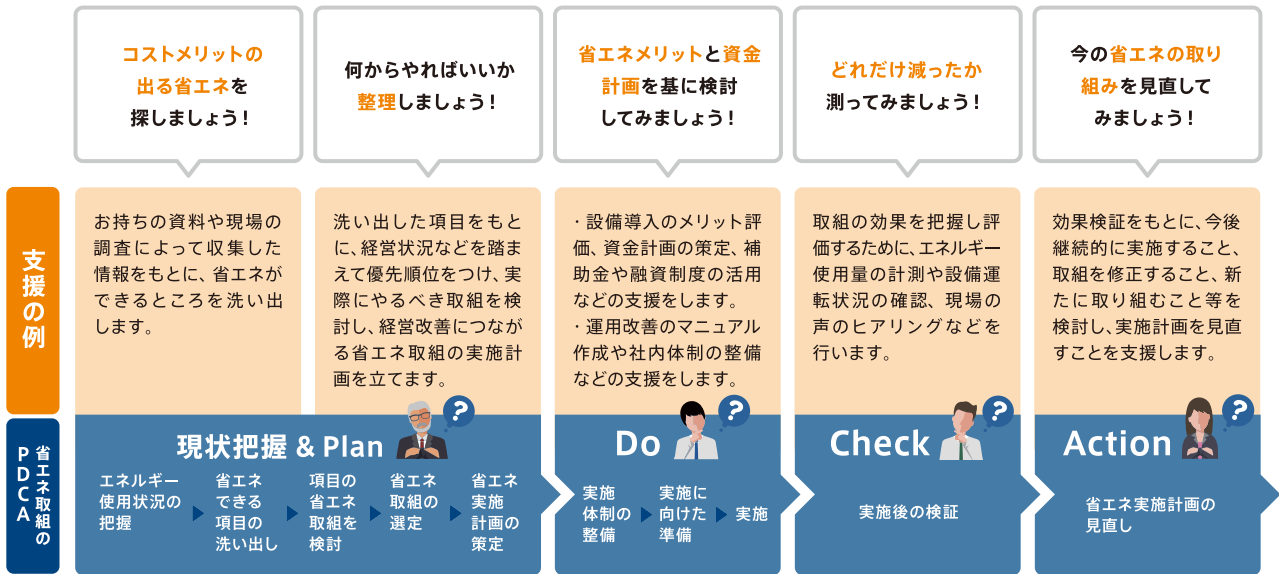 コストメリットの
出る省エネを
探しましょう！
何からやればいいか
整理しましょう！
省エネメリットと資金
計画を基に検討
してみましょう！
どれだけ減ったか
測ってみましょう！
今の省エネの取り
組みを見直して
みましょう！
支援の例
お持ちの資料や現場の
調査によって収集した
情報をもとに、省エネが
できるところを洗い出
します。
洗い出した項目をもと
に、経営状況などを踏ま
えて優先順位をつけ、実
際にやるべき取組を検
討し、経営改善につなが
る省エネ取組の実施計
画を立てます。
・設備導入のメリット評
価、資金計画の策定、補
助金や融資制度の活用
などの支援をします。
・運用改善のマニュアル
作成や社内体制の整備
などの支援をします。
取組の効果を把握し評
価するために、エネルギー
使用量の計測や設備運
転状況の確認、現場の
声のヒアリングなどを
行います。
効果検証をもとに、今後
継続的に実施すること、
取組を修正すること、新
たに取り組むこと等を
検討し、実施計画を見直
すことを支援します。
省エネ取組の
PDCA
現状把握 & Plan
?
エネルギー
使用状況の
把握
省エネ
できる
項目の
洗い出し
項目の
省エネ
取組を
検討
省エネ
取組の
選定
省エネ
実施
計画の
策定
Do
?
実施
体制の
整備
実施に
向けた
準備
実施
Check
?
実施後の検証
Action
?
省エネ実施計画の
見直し